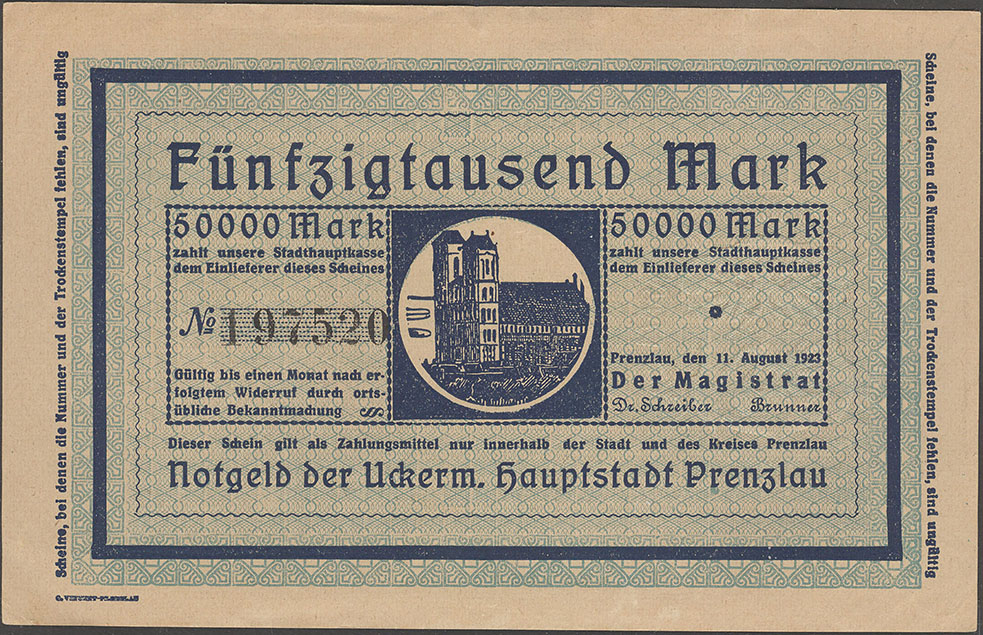 Fünfzigtausend Mark
50000 Mark
zahlt unsere Stadthauptkasse
dem Einlieferer dieses Scheines
№ 197520
Gültig bis einen Monat nach er-
folgtem Widerruf durch orts-
übliche Bekanntmachung
50000 Mark
zahlt unsere Stadthauptkasse
dem Einlieferer dieses Scheines
Prenzlau, den 11. August 1923
Der Magistrat
Dr. Schreiber Brunner
Dieser Schein gilt als Zahlungsmittel nur innerhalb der Stadt und des Kreises Prenzlau
Notgeld der Uckerm. Hauptstadt Prenzlau
Scheine, bei denen die Nummer und der Trockenstempel fehlen, sind ungültig
Scheine, bei denen die Nummer und der Trockenstempel fehlen, sind ungültig
C. VINCENT-PRENZLAU